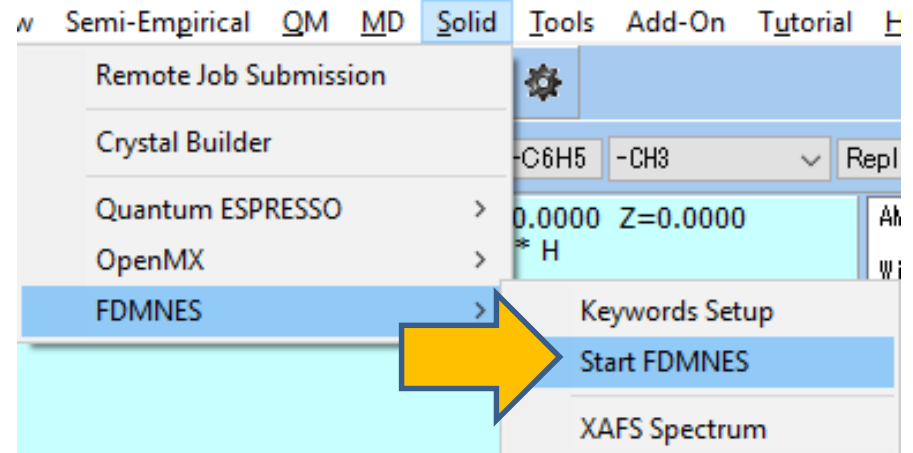 Semi-Empirical QM MD Solid Tools Add-On Tutorial
Remote Job Submission
Crystal Builder
-C6H5 -CH3 Repl
Quantum ESPRESSO
0.0000 Z=0.0000
* H
OpenMX
FDMNES
Keywords Setup
Start FDMNES
XAFS Spectrum